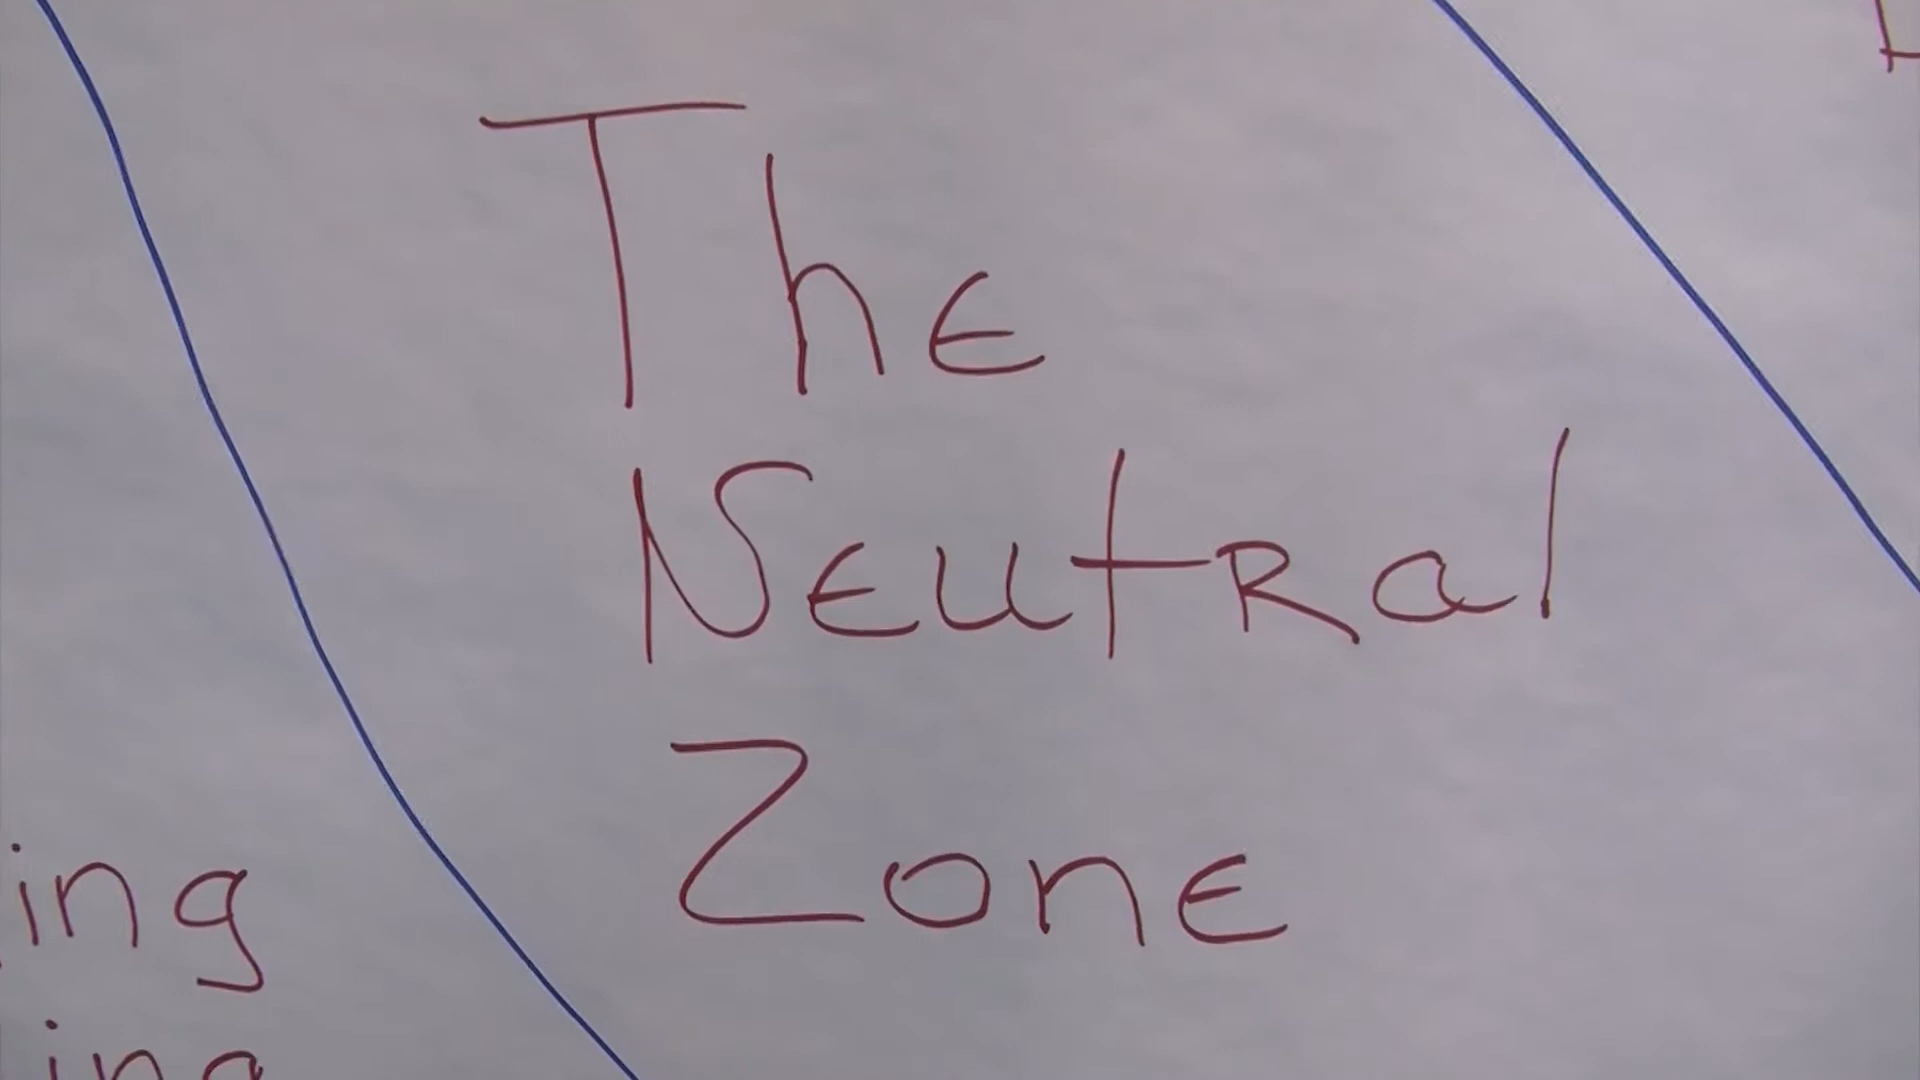 The
Neutral
Zone
ing
ing